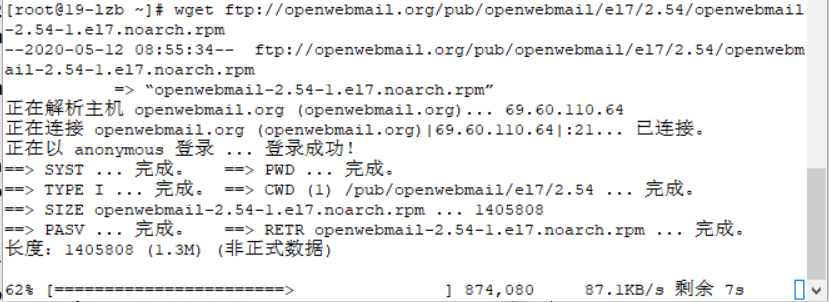 [root@19-lzb ~]# wget ftp://openwebmail.org/pub/openwebmail/el7/2.54/openwebmail
-2.54-1.el7.noarch.rpm
--2020-05-12 08:55:34--  ftp://openwebmail.org/pub/openwebmail/el7/2.54/openwebm
ail-2.54-1.el7.noarch.rpm
           => “openwebmail-2.54-1.el7.noarch.rpm”
正在解析主机 openwebmail.org (openwebmail.org)... 69.60.110.64
正在连接 openwebmail.org (openwebmail.org)|69.60.110.64|:21... 已连接。
正在以 anonymous 登录 ... 登录成功!
==> SYST ... 完成。   ==> PWD ... 完成。
==> TYPE I ... 完成。  ==> CWD (1) /pub/openwebmail/el7/2.54 ... 完成。
==> SIZE openwebmail-2.54-1.el7.noarch.rpm ... 1405808
==> PASV ... 完成。   ==> RETR openwebmail-2.54-1.el7.noarch.rpm ... 完成。
长度：1405808 (1.3M) (非正式数据)
62% [=======================>               ] 874,080     87.1KB/s 剩余 7s